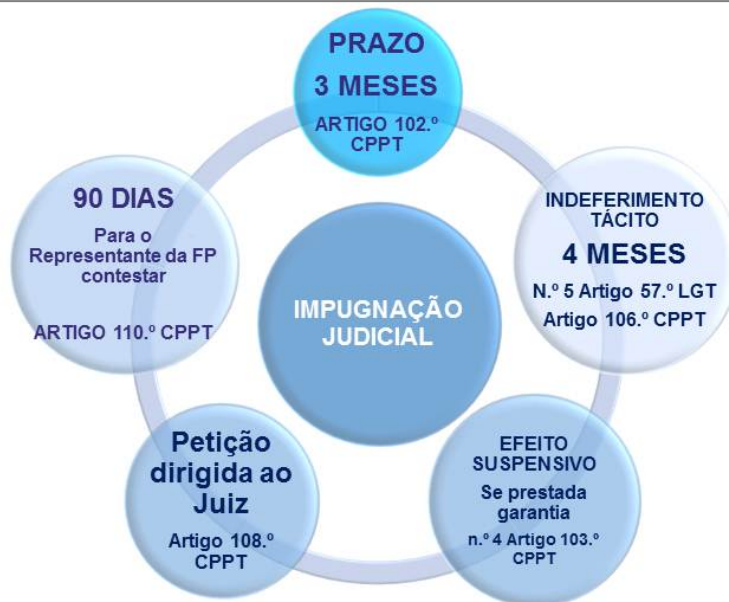 PRAZO
3 MESES
ARTIGO 102.º
CPPT
INDEFERIMENTO
TÁCITO
4 MESES
N.º 5 Artigo 57.º LGT
Artigo 106.º CPPT
EFEITO
SUSPENSIVO
Se prestada
garantia
n.º 4 Artigo 103.º
CPPT
Petição
dirigida ao
Juiz
Artigo 108.º
CPPT
90 DIAS
Para o
Representante da FP
contestar
ARTIGO 110.º CPPT
IMPUGNAÇÃO
JUDICIAL